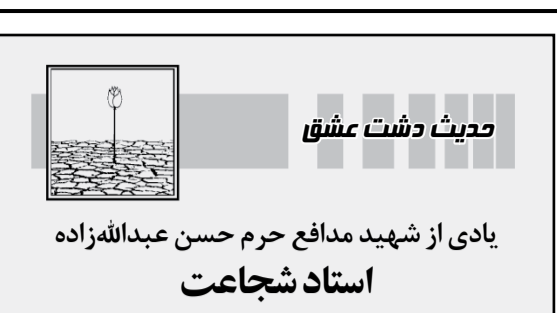 حدیث دشت عشق
یادی از شهید مدافع حرم حسن عبدالله‌زاده
استاد شجاعت